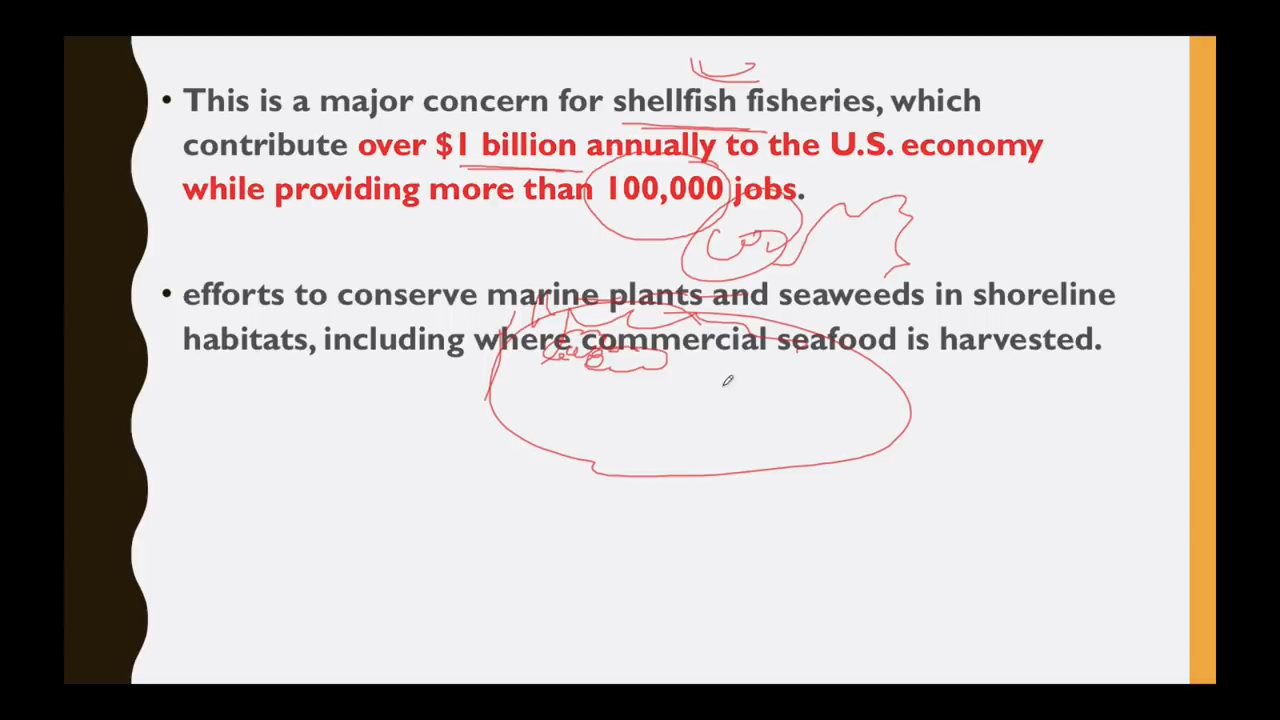 • This is a major concern for shellfish fisheries, which
contribute over $1 billion annually to the U.S. economy
while providing more than 100,000 jobs.
• efforts to conserve marine plants and seaweeds in shoreline
habitats, including where commercial seafood is harvested.